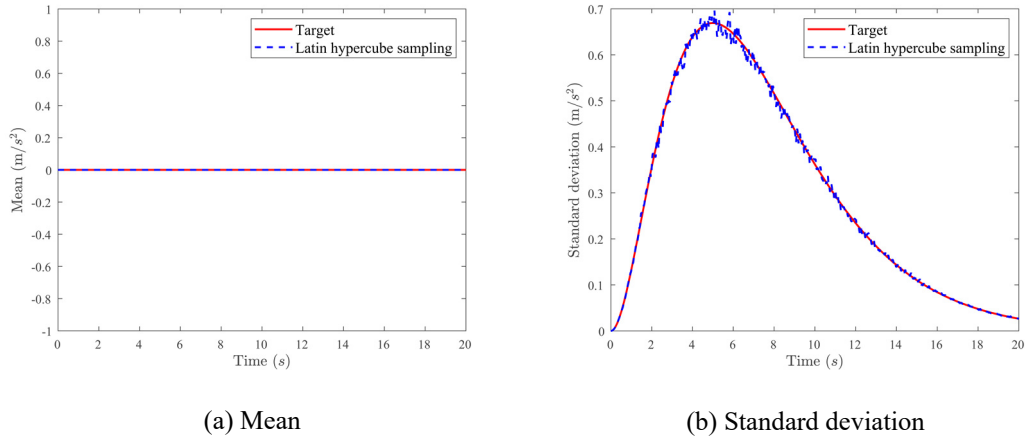 1
0.8
0.6
0.4
0.2
0
-0.2
-0.4
-0.6
-0.8
-1
Mean (m/s²)
Target
Latin hypercube sampling
0 2 4 6 8 10 12 14 16 18 20
Time (s)
(a) Mean
0.7
0.6
0.5
0.4
0.3
0.2
0.1
0
Standard deviation (m/s²)
Target
Latin hypercube sampling
0 2 4 6 8 10 12 14 16 18 20
Time (s)
(b) Standard deviation